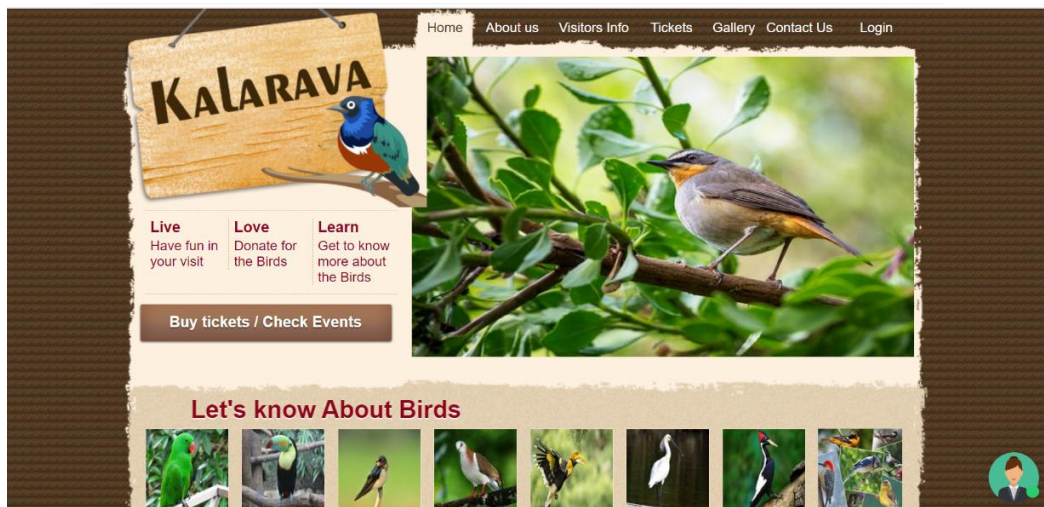 KALARAVA
Home About us Visitors Info Tickets Gallery Contact Us Login
Live
Have fun in
your visit
Love
Donate for
the Birds
Learn
Get to know
more about
the Birds
Buy tickets / Check Events
Let's know About Birds